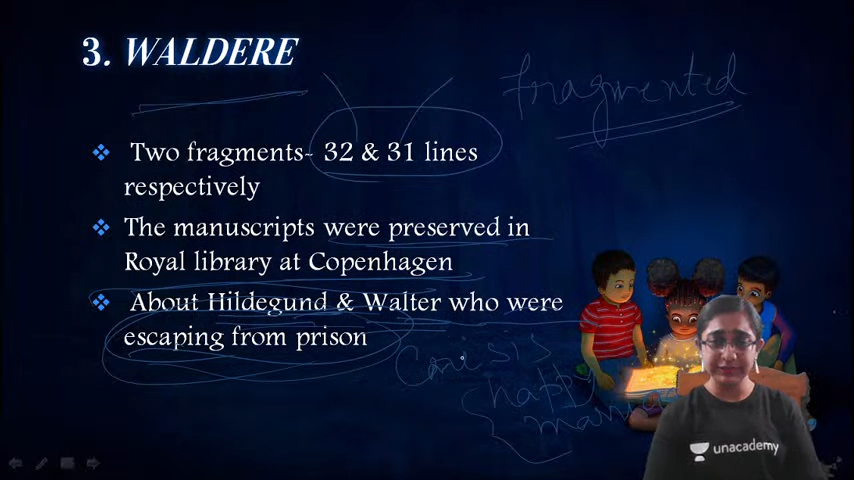 3. WALDERE
fragmented
Two fragments- 32 & 31 lines
respectively
The manuscripts were preserved in
Royal library at Copenhagen
About Hildegund & Walter who were
escaping from prison
happy
unacademy